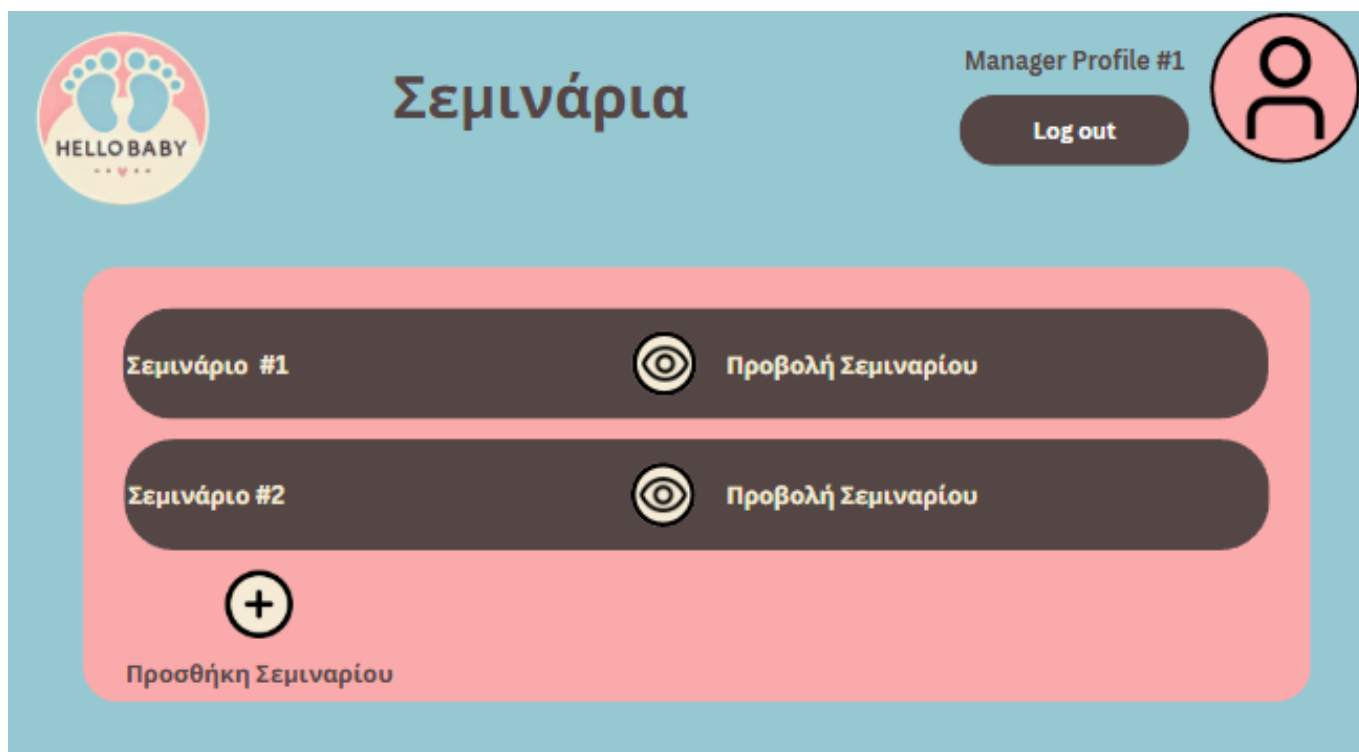 HELLO BABY
Σεμινάρια
Manager Profile #1
Log out
Σεμινάριο #1
Προβολή Σεμιναρίου
Σεμινάριο #2
Προβολή Σεμιναρίου
Προσθήκη Σεμιναρίου